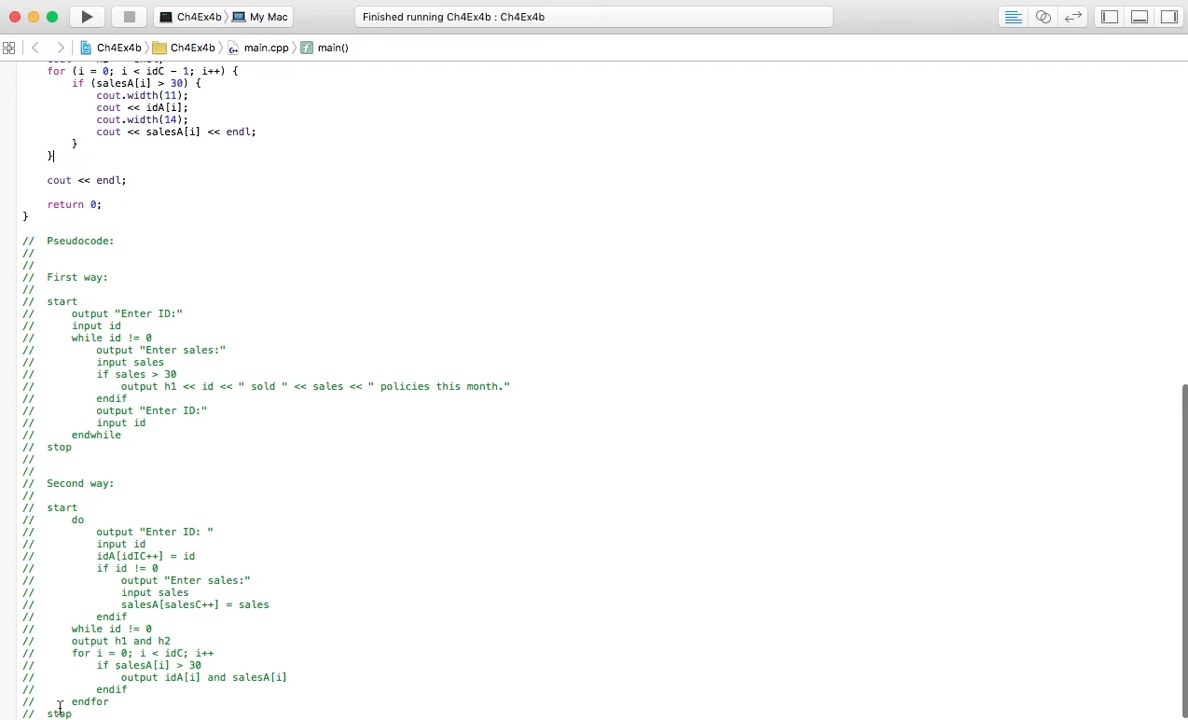 Ch4Ex4b 〉 My Mac
Finished running Ch4Ex4b : Ch4Ex4b
Ch4Ex4b 〉 Ch4Ex4b 〉 main.cpp 〉 main()
for (i = 0; i < idC - 1; i++) {
if (salesA[i] > 30) {
cout.width(11);
cout << idA[i];
cout.width(14);
cout << salesA[i] << endl;
}
}
cout << endl;
return 0;
}
// Pseudocode:
//
//
// First way:
//
// start
// output "Enter ID:"
// input id
// while id != 0
// output "Enter sales:"
// input sales
// if sales > 30
// output h1 << id << " sold " << sales << " policies this month."
// endif
// output "Enter ID:"
// input id
// endwhile
// stop
//
//
// Second way:
//
// start
// do
// output "Enter ID: "
// input id
// idA[idIC++] = id
// if id != 0
// output "Enter sales:"
// input sales
// salesA[salesC++] = sales
// endif
// while id != 0
// output h1 and h2
// for i = 0; i < idC; i++
// if salesA[i] > 30
// output idA[i] and salesA[i]
// endif
// endfor
// stop